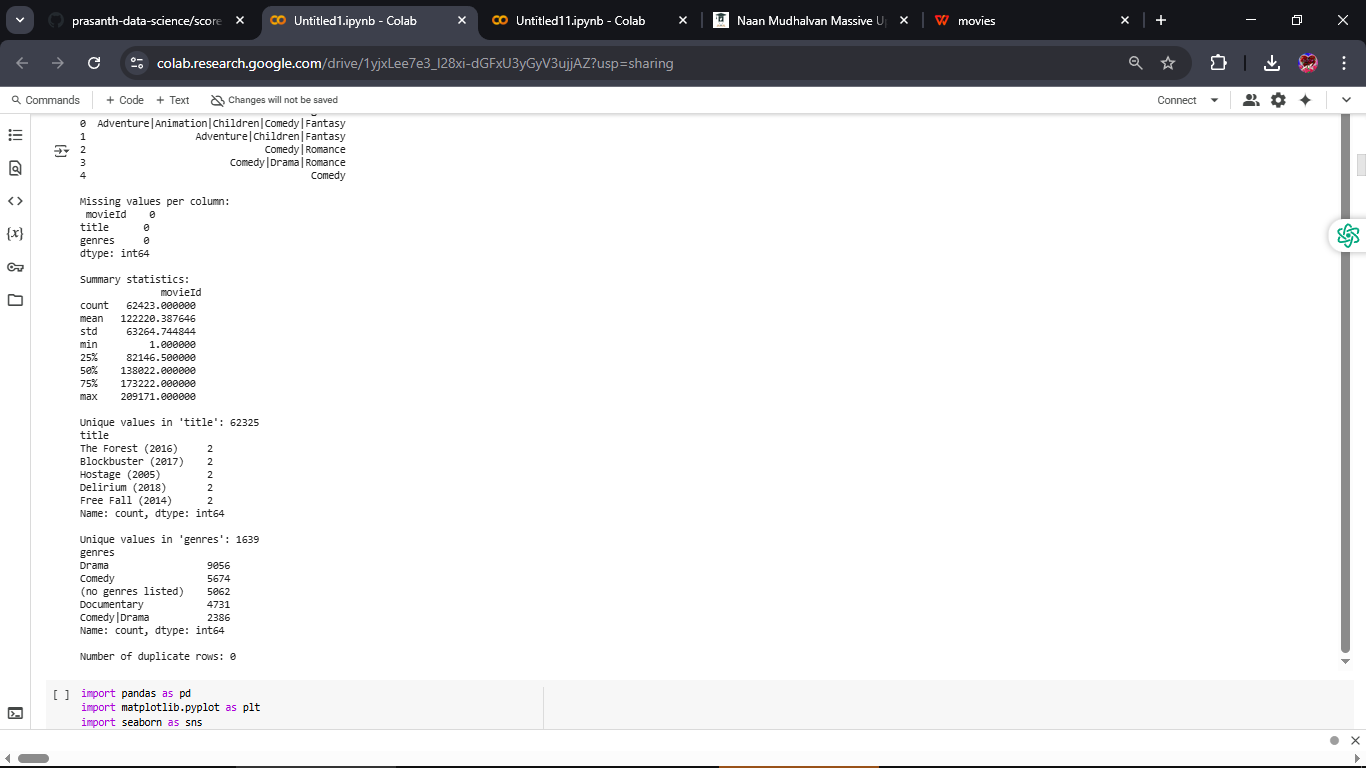 prasanth-data-science/score
Untitled1.ipynb - Colab
Untitled11.ipynb - Colab
Naan Mudhalvan Massive U
movies
colab.research.google.com/drive/1yjxLee7e3_l28xi-dGFxU3yGyV3ujjAZ?usp=sharing
Commands + Code + Text Changes will not be saved Connect
0 Adventure|Animation|Children|Comedy|Fantasy
1 Adventure|Children|Fantasy
2 Comedy|Romance
3 Comedy|Drama|Romance
4 Comedy
Missing values per column:
movieId 0
title 0
genres 0
dtype: int64
Summary statistics:
movieId
count 62423.000000
mean 122220.387646
std 63264.744844
min 1.000000
25% 82146.500000
50% 138022.000000
75% 173222.000000
max 209171.000000
Unique values in 'title': 62325
title
The Forest (2016) 2
Blockbuster (2017) 2
Hostage (2005) 2
Delirium (2018) 2
Free Fall (2014) 2
Name: count, dtype: int64
Unique values in 'genres': 1639
genres
Drama 9056
Comedy 5674
(no genres listed) 5062
Documentary 4731
Comedy|Drama 2386
Name: count, dtype: int64
Number of duplicate rows: 0
[ ] import pandas as pd
import matplotlib.pyplot as plt
import seaborn as sns